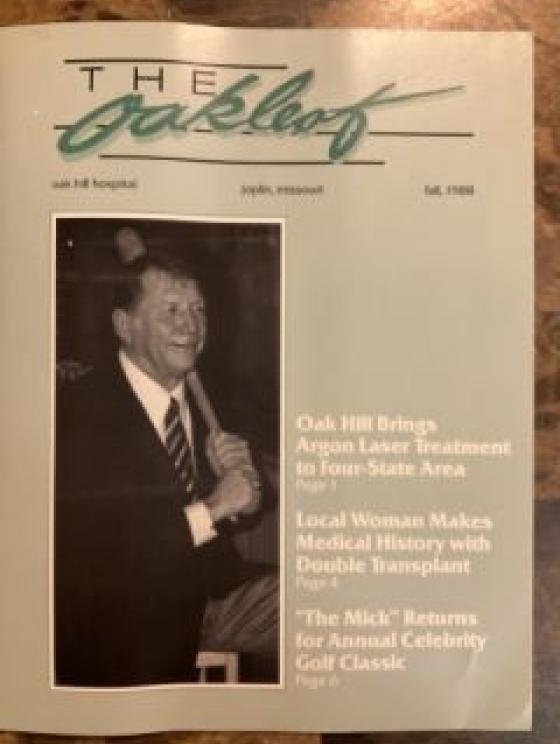 THE
Oakleaf
oak hill hospital
joplin, missouri
fall, 1988
Oak Hill Brings
Argon Laser Treatment
to Four-State Area
Page 1
Local Woman Makes
Medical History with
Double Transplant
Page 4
"The Mick" Returns
for Annual Celebrity
Golf Classic
Page 6